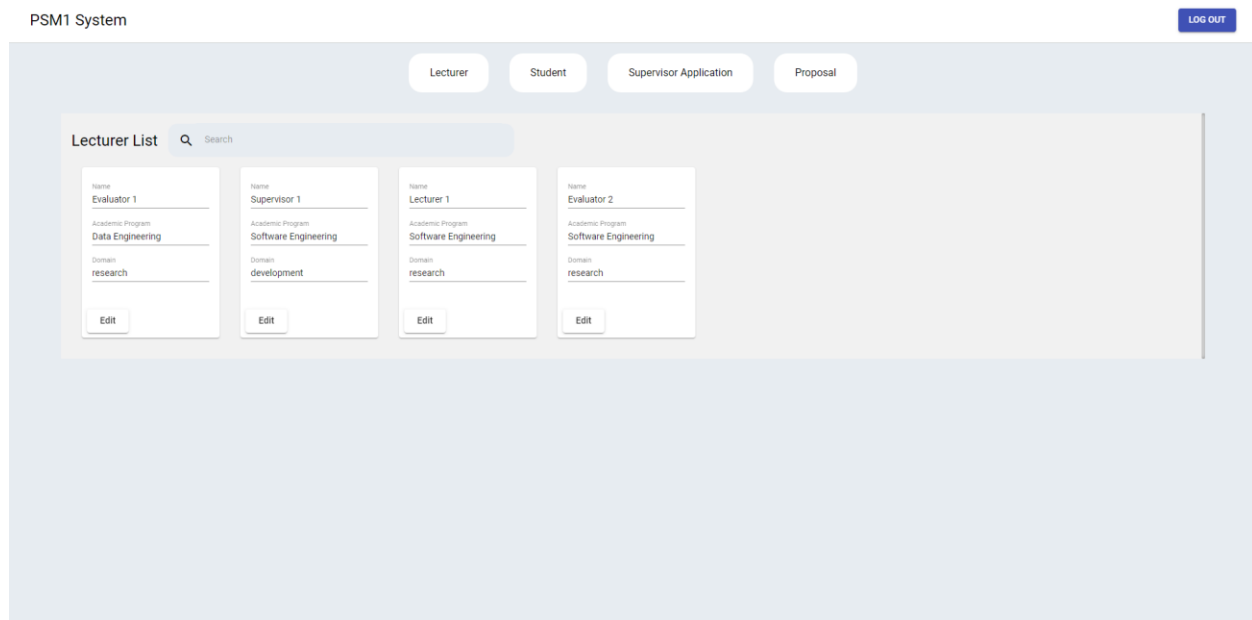 PSM1 System
LOG OUT
Lecturer
Student
Supervisor Application
Proposal
Lecturer List
Search
Name
Evaluator 1
Academic Program
Data Engineering
Domain
research
Edit
Name
Supervisor 1
Academic Program
Software Engineering
Domain
development
Edit
Name
Lecturer 1
Academic Program
Software Engineering
Domain
research
Edit
Name
Evaluator 2
Academic Program
Software Engineering
Domain
research
Edit